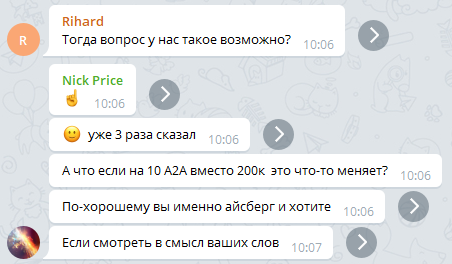 Rihard
Тогда вопрос у нас такое возможно? 10:06
R
Nick Price
☝ 10:06
🙂 уже 3 раза сказал 10:06
А что если на 10 А2А вместо 200к это что-то меняет? 10:06
По-хорошему вы именно айсберг и хотите 10:06
Если смотреть в смысл ваших слов 10:07